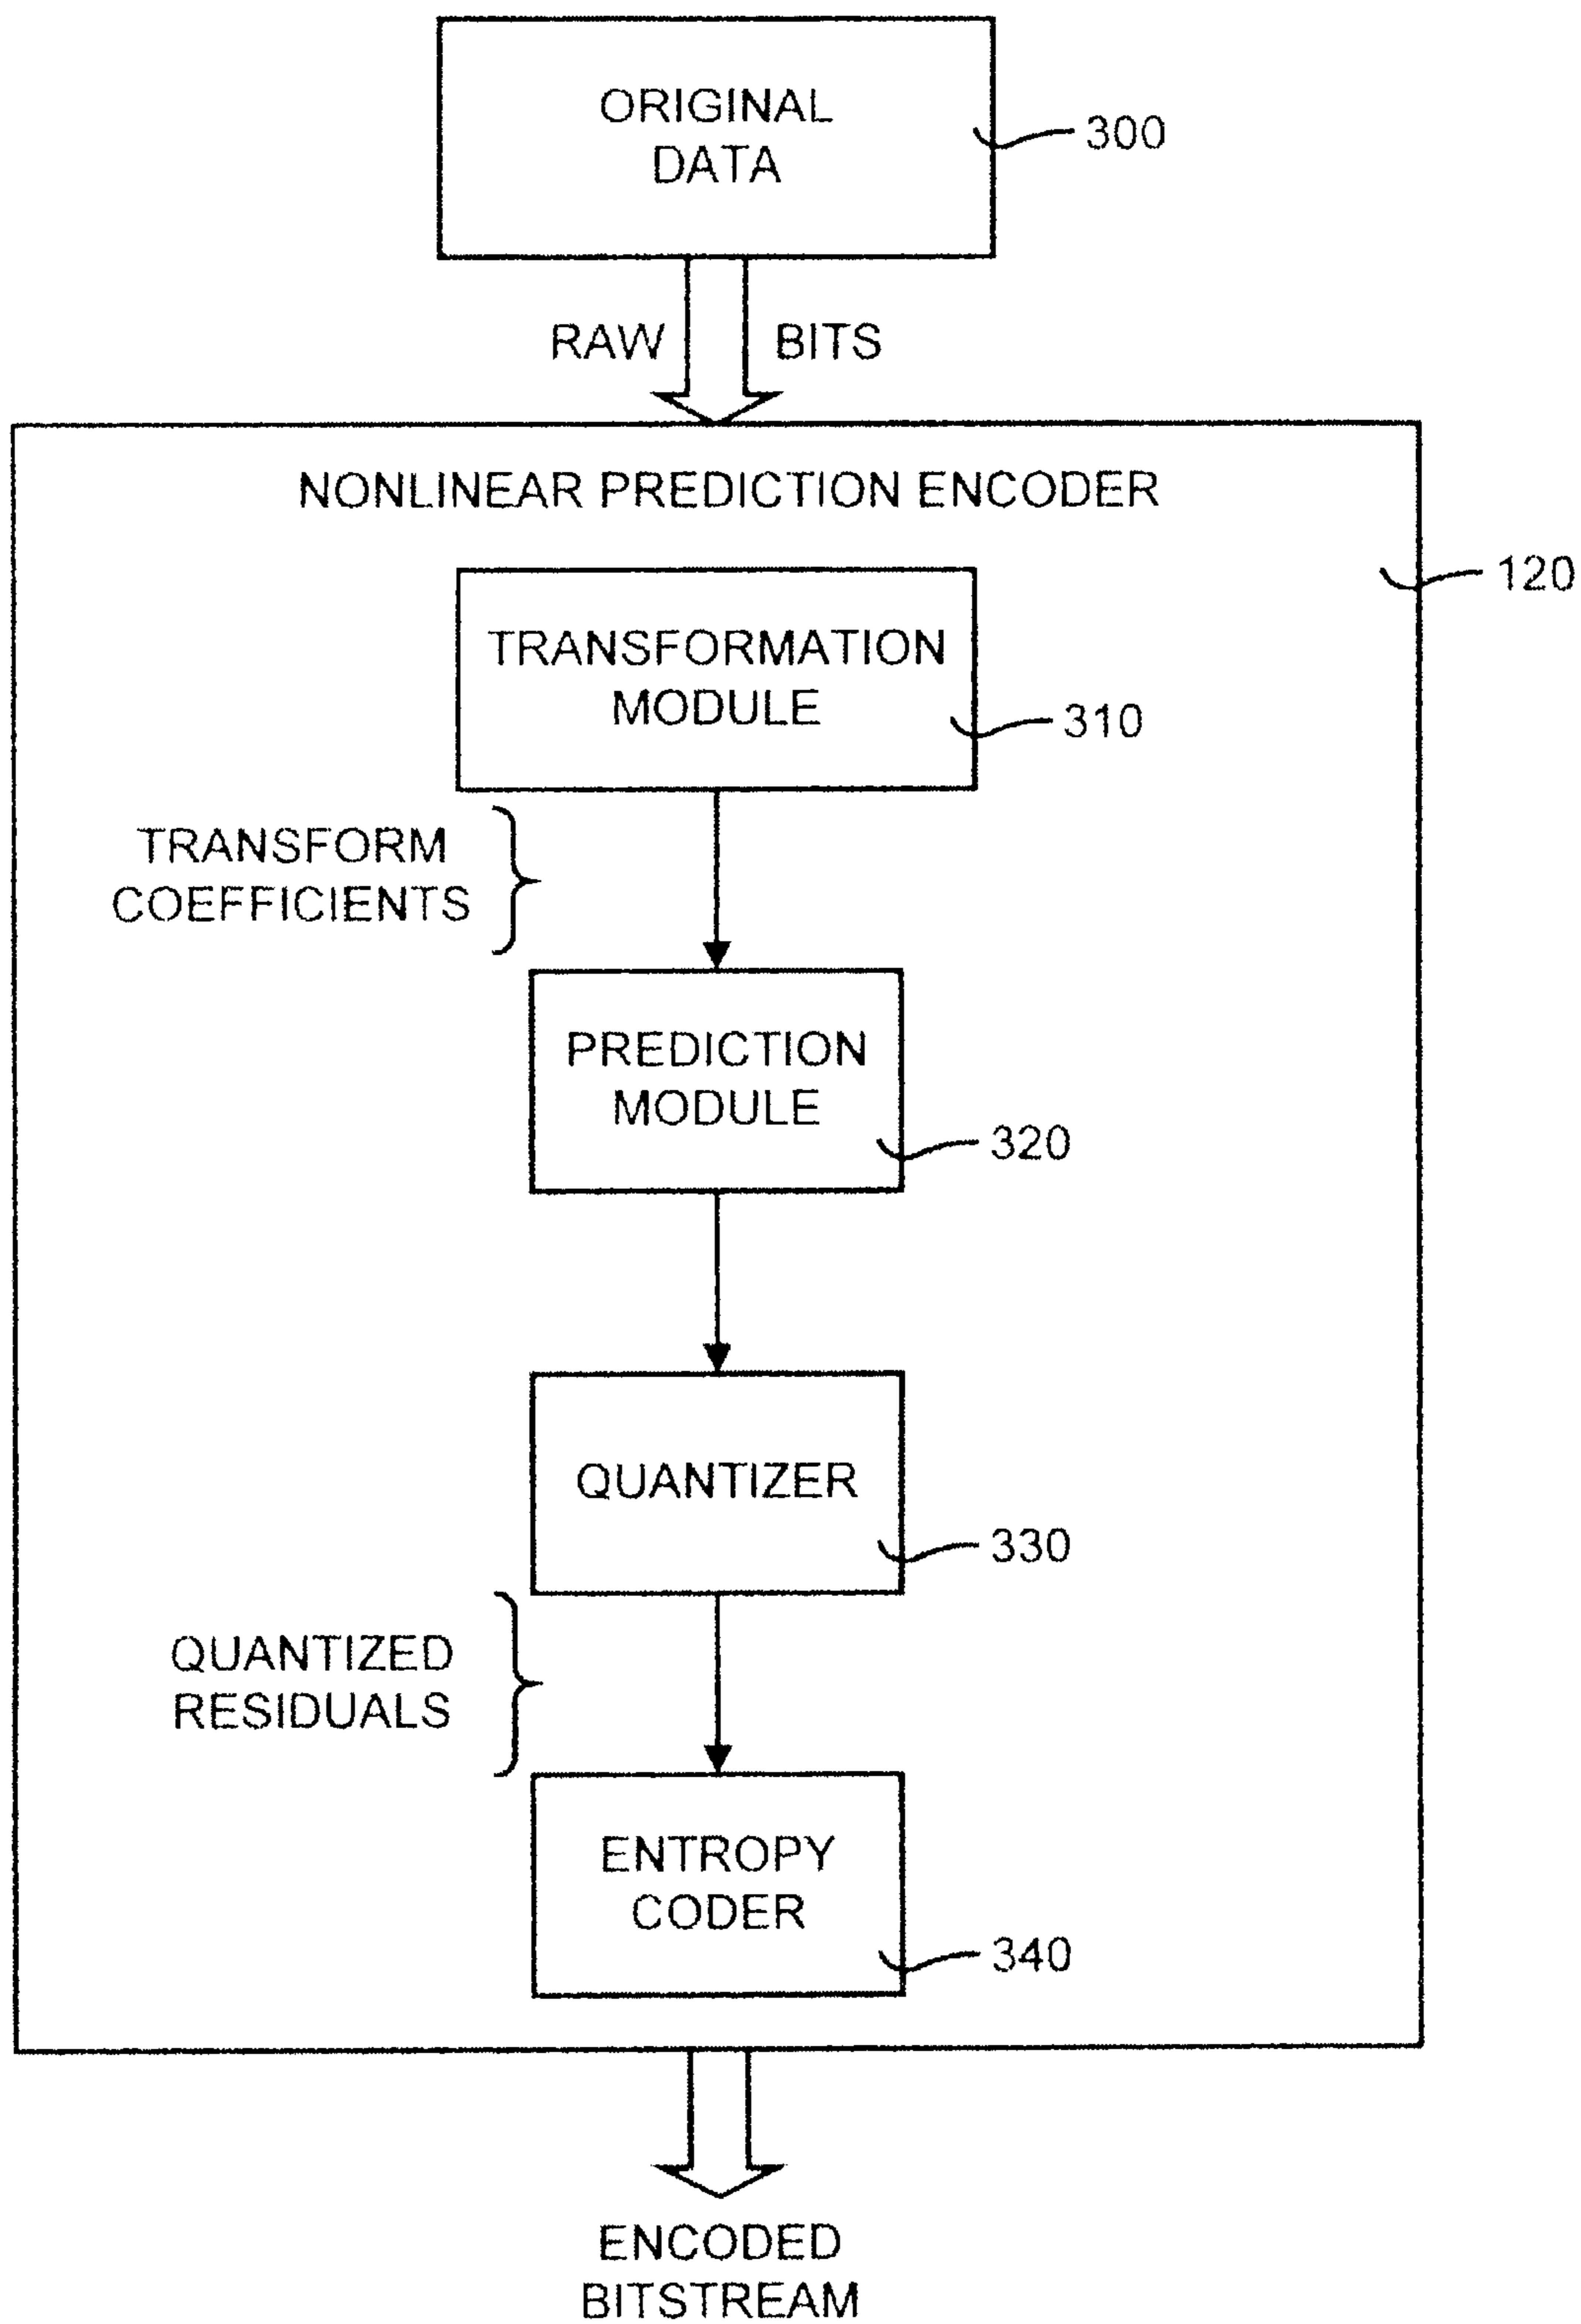 ORIGINAL
DATA
300
RAW BITS
NONLINEAR PREDICTION ENCODER
120
TRANSFORMATION
MODULE
310
TRANSFORM
COEFFICIENTS
PREDICTION
MODULE
320
QUANTIZER
330
QUANTIZED
RESIDUALS
ENTROPY
CODER
340
ENCODED
BITSTREAM